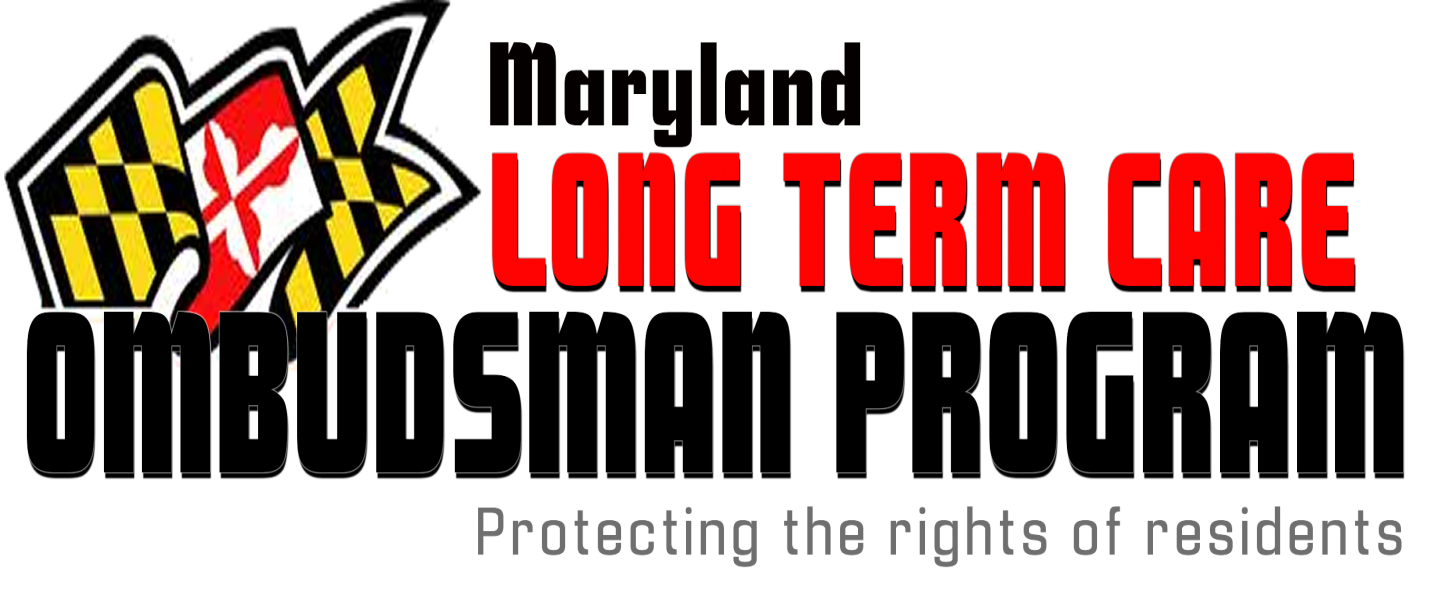 Maryland
LONG TERM CARE
OMBUDSMAN PROGRAM
Protecting the rights of residents